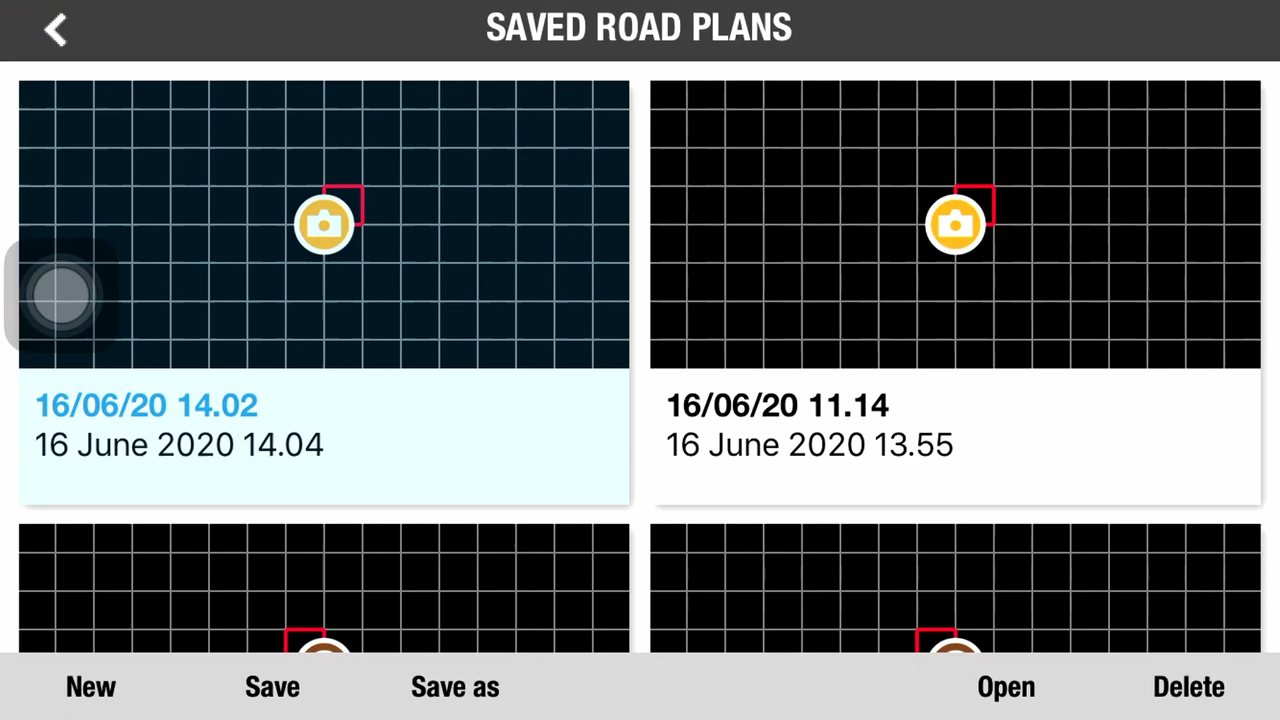 SAVED ROAD PLANS
16/06/20 14.02
16 June 2020 14.04
16/06/20 11.14
16 June 2020 13.55
New
Save
Save as
Open
Delete